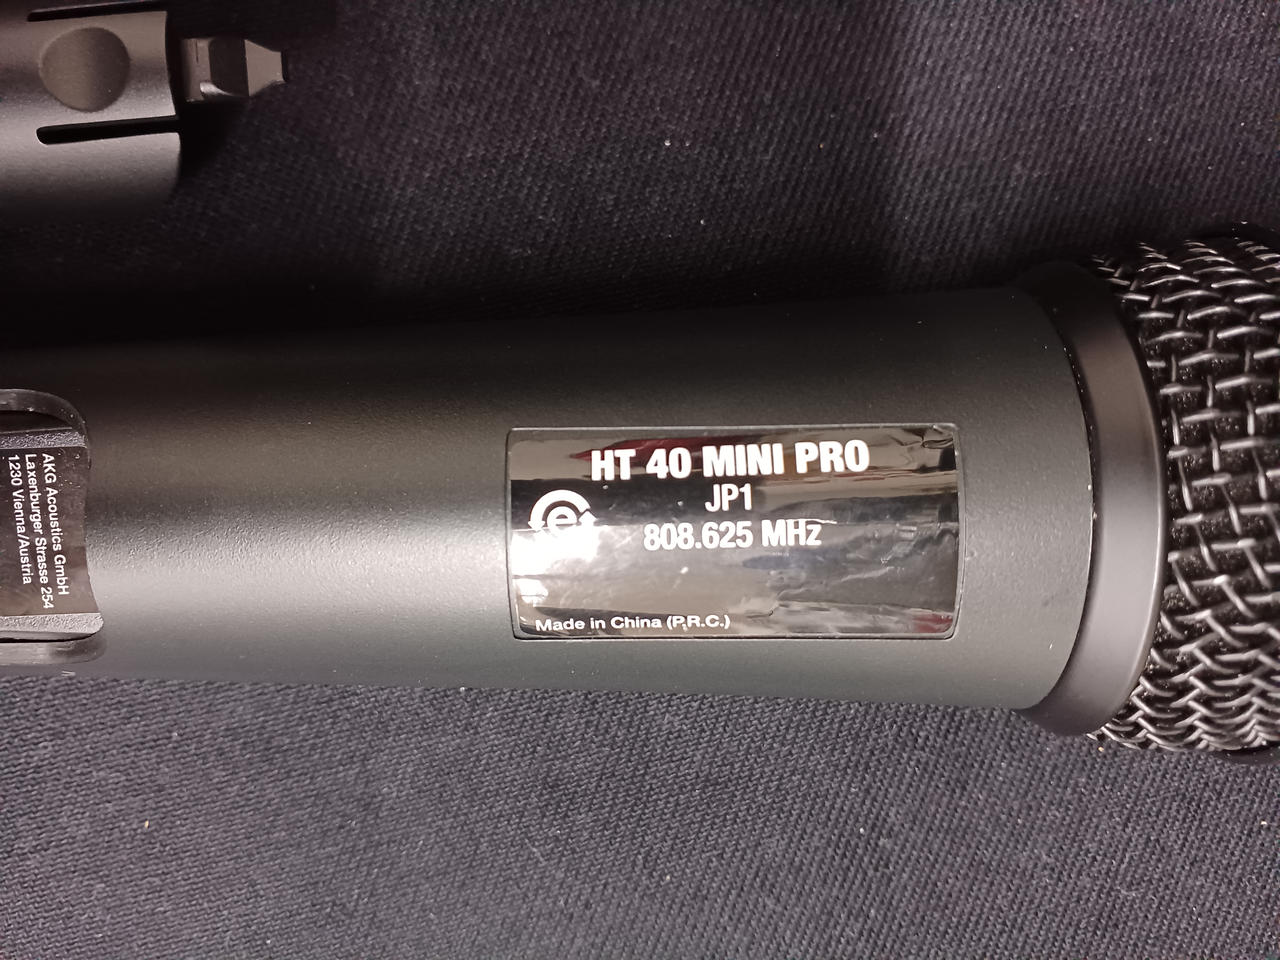 HT 40 MINI PRO
JP1
808.625 MHz
Made in China (P.R.C.)
AKG Acoustics GmbH
Laxenburger Strasse 254
1230 Vienna/Austria